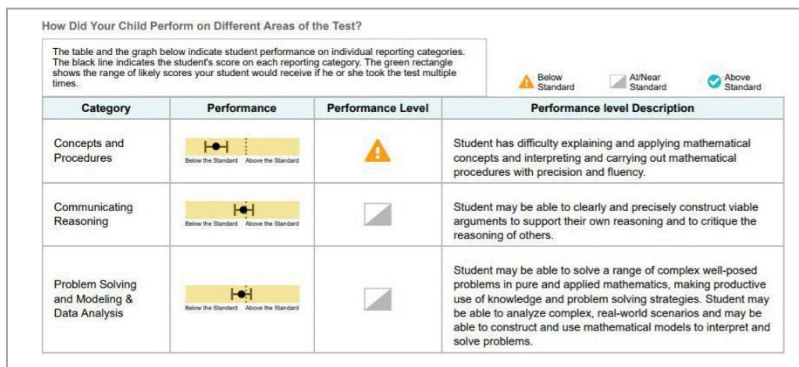 How Did Your Child Perform on Different Areas of the Test?
The table and the graph below indicate student performance on individual reporting categories.
The black line indicates the student's score on each reporting category. The green rectangle
shows the range of likely scores your student would receive if he or she took the test multiple
times.
Below
Standard
At/Near
Standard
Above
Standard
Category
Performance
Performance Level
Performance level Description
Concepts and
Procedures
Below the Standard Above the Standard
Student has difficulty explaining and applying mathematical
concepts and interpreting and carrying out mathematical
procedures with precision and fluency.
Communicating
Reasoning
Below the Standard Above the Standard
Student may be able to clearly and precisely construct viable
arguments to support their own reasoning and to critique the
reasoning of others.
Problem Solving
and Modeling &
Data Analysis
Below the Standard Above the Standard
Student may be able to solve a range of complex well-posed
problems in pure and applied mathematics, making productive
use of knowledge and problem solving strategies. Student may
be able to analyze complex, real-world scenarios and may be
able to construct and use mathematical models to interpret and
solve problems.